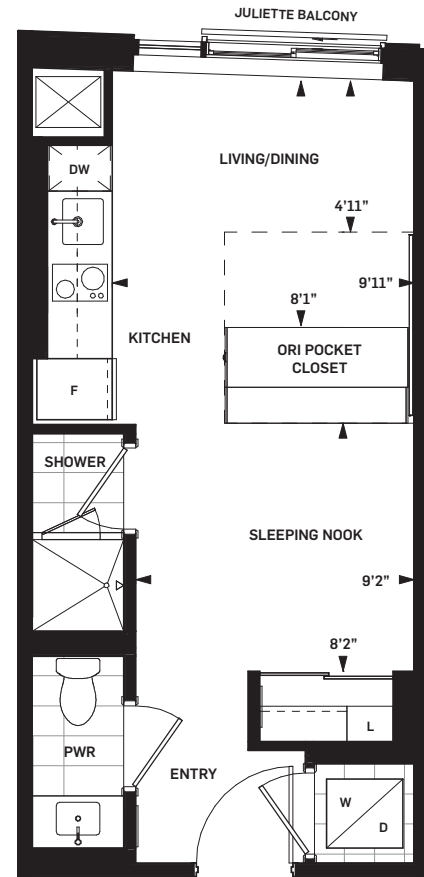 JULIETTE BALCONY
LIVING/DINING
DW
4'11"
9'11"
8'1"
KITCHEN
ORI POCKET
CLOSET
F
SHOWER
SLEEPING NOOK
9'2"
8'2"
L
PWR
ENTRY
W
D